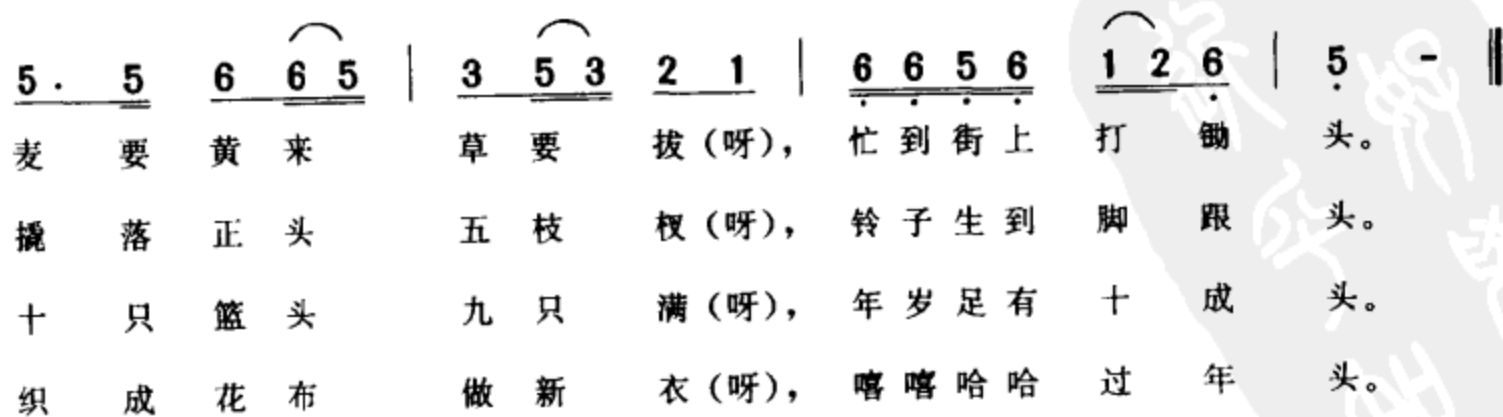 5· 5 6 6 5 | 3 5 3 2 1 | 6̣ 6̣ 5̣ 6̣ 1 2 6̣ | 5̣ - ‖
麦要黄来 草要拔（呀），忙到街上打锄头。
撬落正头 五枝杈（呀），铃子生到脚跟头。
十只篮头 九只满（呀），年岁足有十成头。
织成花布 做新衣（呀），嘻嘻哈哈过年头。